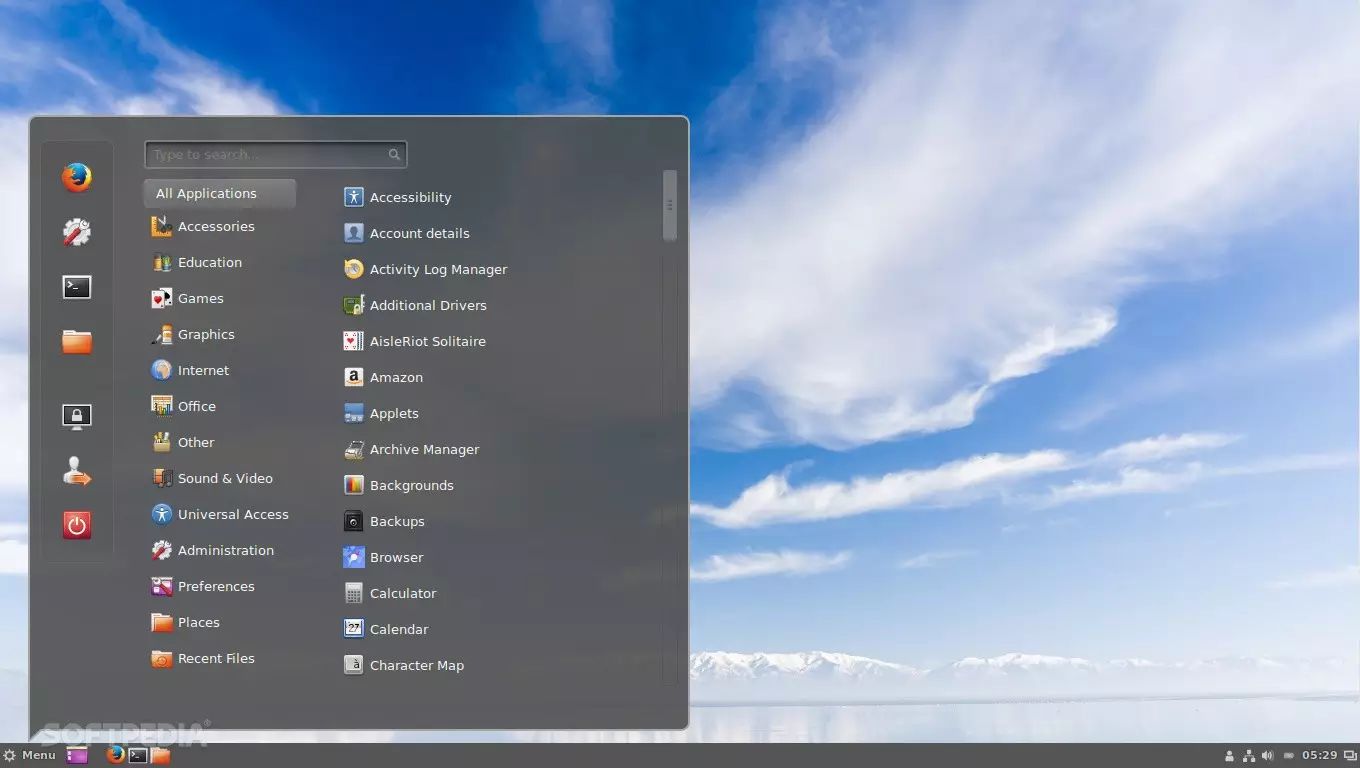 Type to search...
All Applications
Accessories
Education
Games
Graphics
Internet
Office
Other
Sound & Video
Universal Access
Administration
Preferences
Places
Recent Files
Accessibility
Account details
Activity Log Manager
Additional Drivers
AisleRiot Solitaire
Amazon
Applets
Archive Manager
Backgrounds
Backups
Browser
Calculator
Calendar
Character Map
SOFTPEDIA®
Menu
05:29